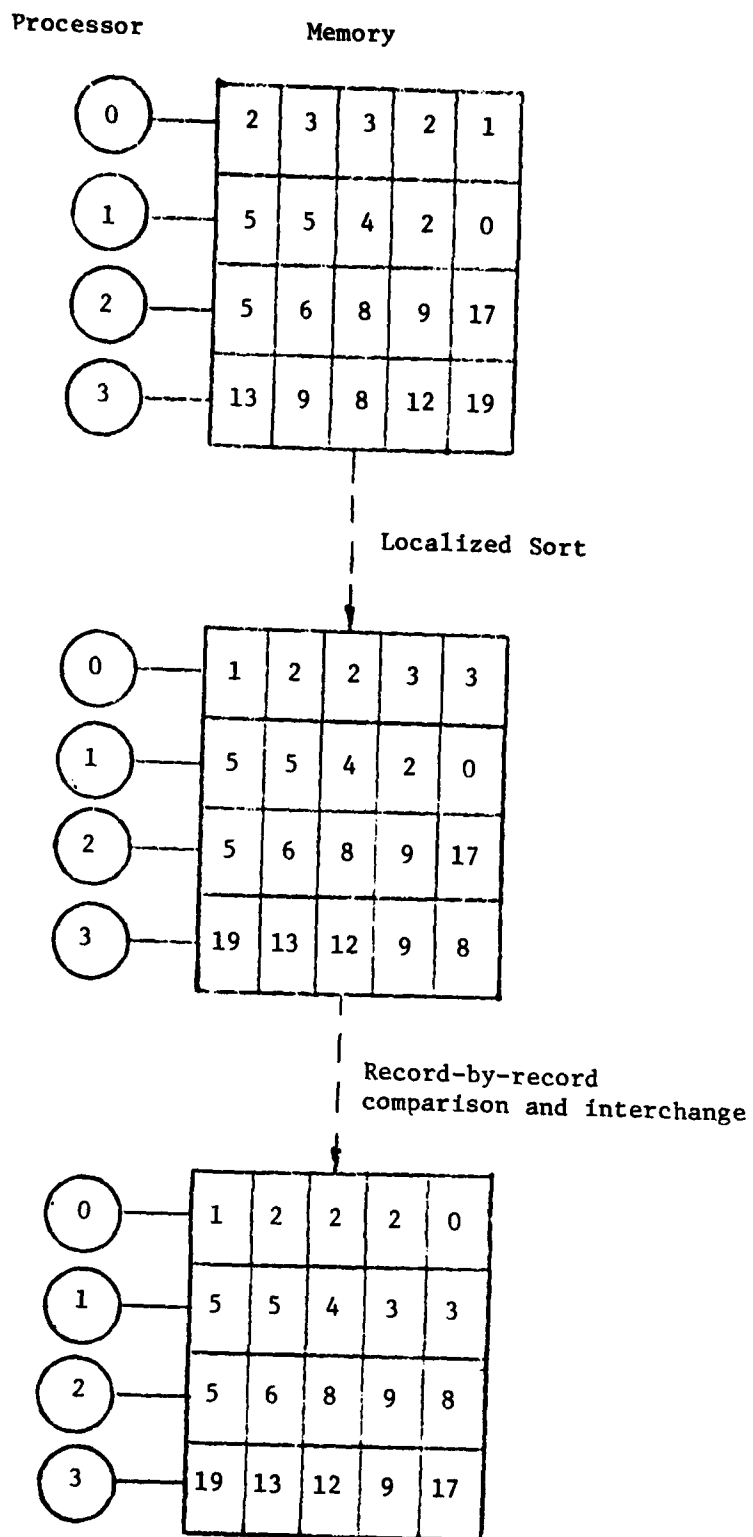 Processor Memory
0 2 3 3 2 1
1 5 5 4 2 0
2 5 6 8 9 17
3 13 9 8 12 19
Localized Sort
0 1 2 2 3 3
1 5 5 4 2 0
2 5 6 8 9 17
3 19 13 12 9 8
Record-by-record
comparison and interchange
0 1 2 2 2 0
1 5 5 4 3 3
2 5 6 8 9 8
3 19 13 12 9 17